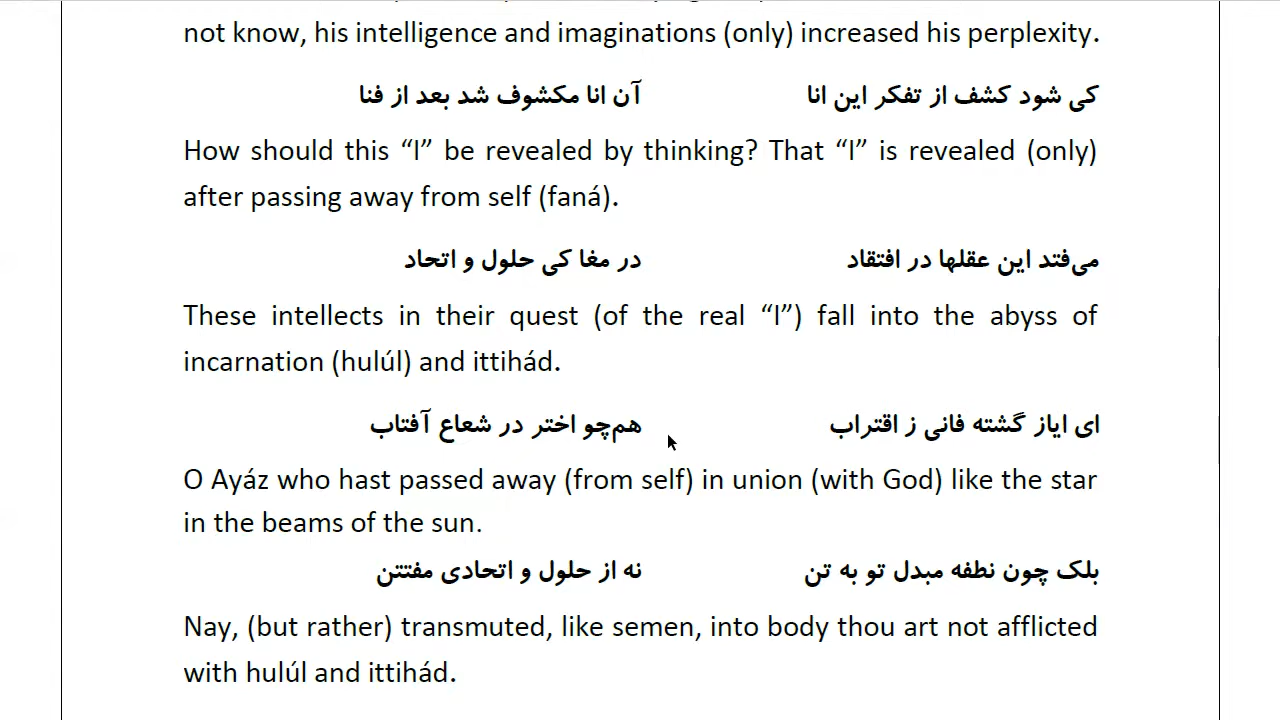 not know, his intelligence and imaginations (only) increased his perplexity.
کی شود کشف از تفکر این انا آن انا مکشوف شد بعد از فنا
How should this “I” be revealed by thinking? That “I” is revealed (only)
after passing away from self (faná).
می‌فتد این عقلها در افتقاد در مغا کی حلول و اتحاد
These intellects in their quest (of the real “I”) fall into the abyss of
incarnation (hulúl) and ittihád.
ای ایاز گشته فانی ز اقتراب هم‌چو اختر در شعاع آفتاب
O Ayáz who hast passed away (from self) in union (with God) like the star
in the beams of the sun.
بلک چون نطفه مبدل تو به تن نه از حلول و اتحادی مفتتن
Nay, (but rather) transmuted, like semen, into body thou art not afflicted
with hulúl and ittihád.